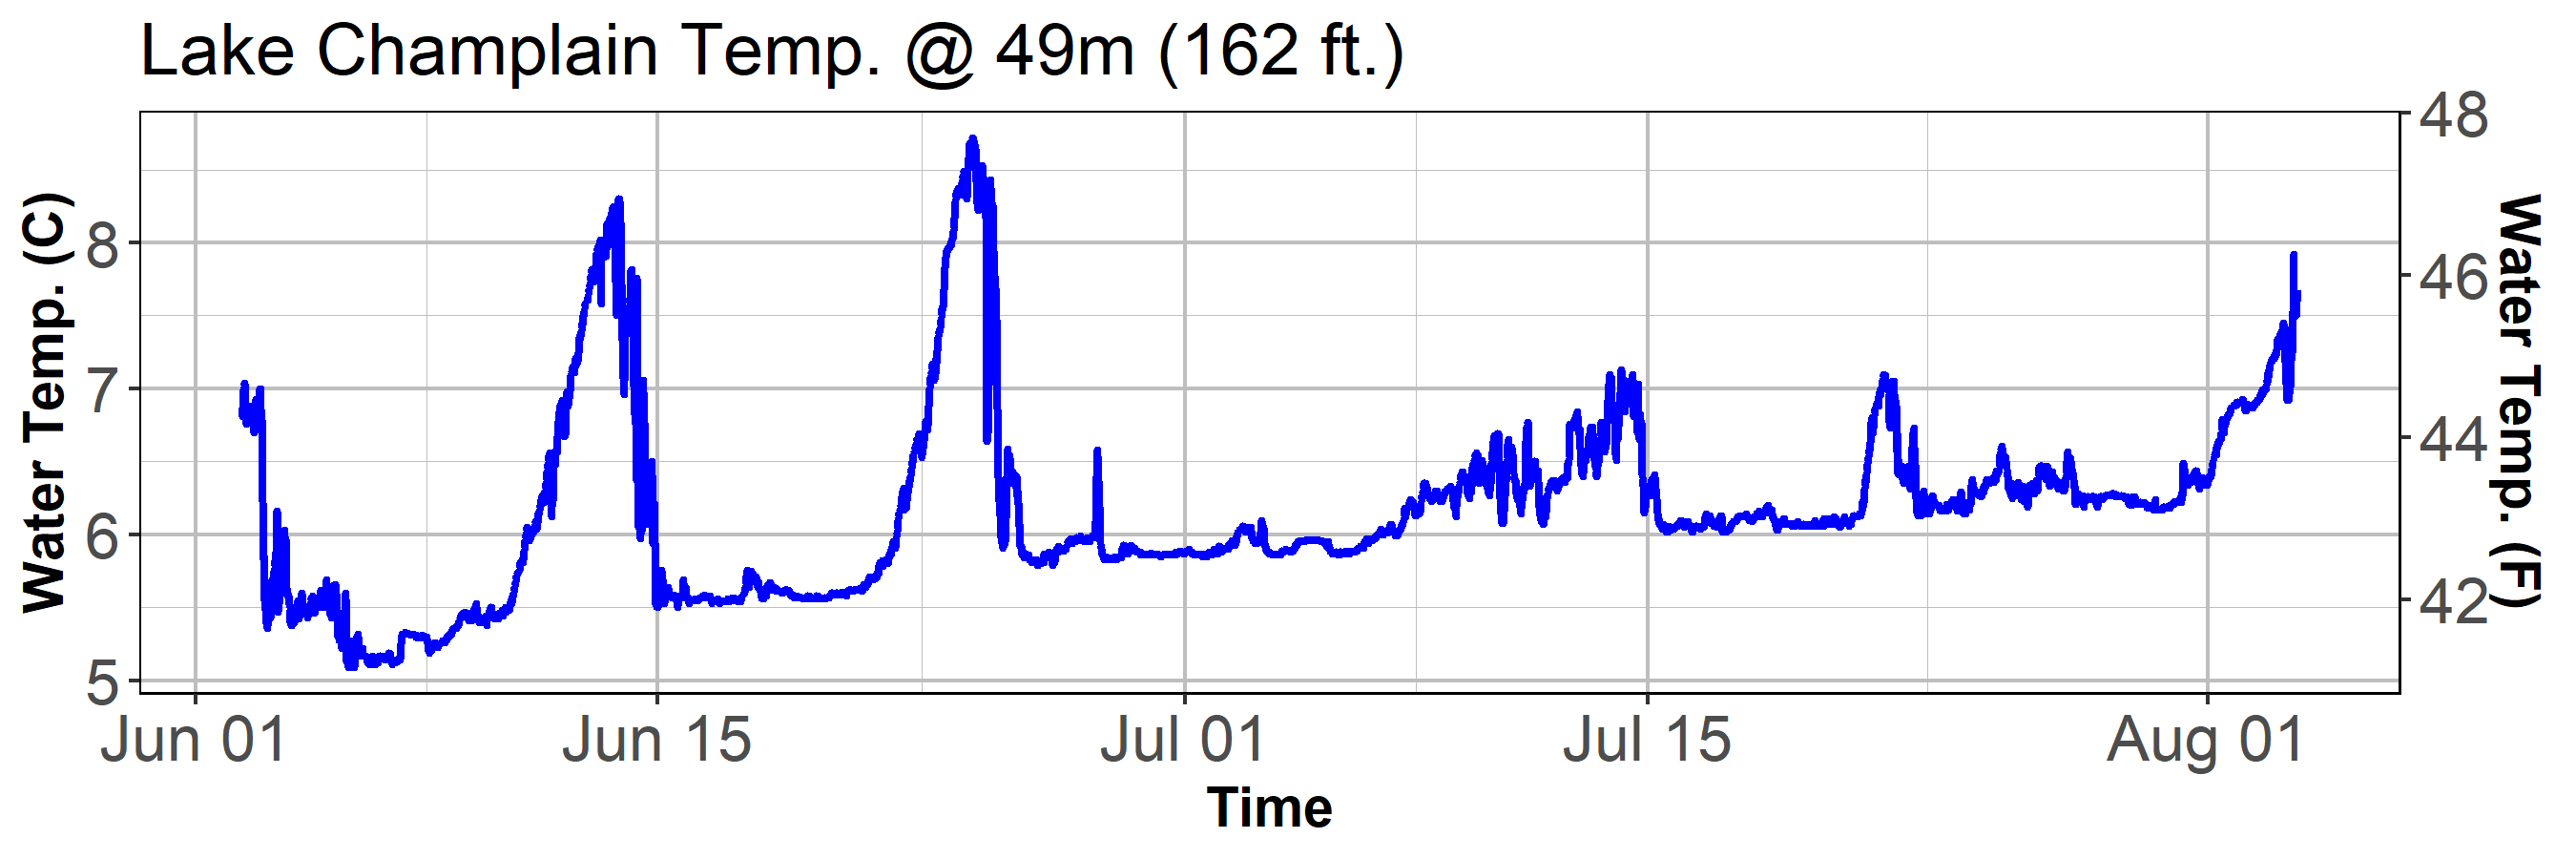 Lake Champlain Temp. @ 49m (162 ft.)
Water Temp. (C)
8
7
6
5
48
46
44
42
Water Temp. (F)
Jun 01
Jun 15
Jul 01
Jul 15
Aug 01
Time